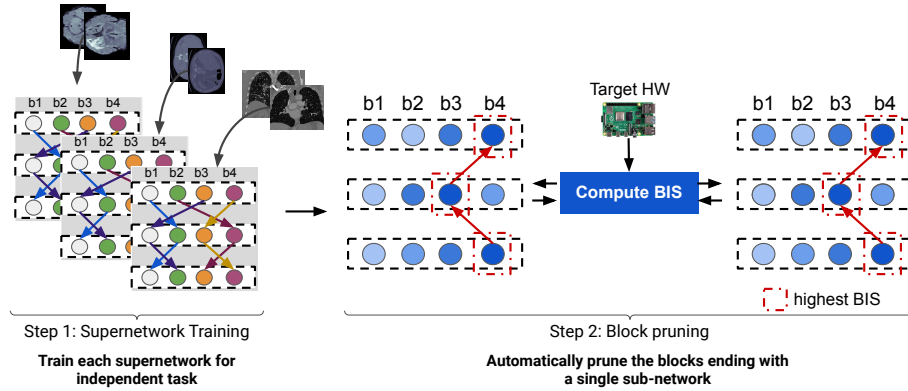 b1 b2 b3 b4
b1 b2 b3 b4
b1 b2 b3 b4
b1 b2 b3 b4
Target HW
Compute BIS
b1 b2 b3 b4
highest BIS
Step 1: Supernetwork Training
Step 2: Block pruning
Train each supernetwork for
independent task
Automatically prune the blocks ending with
a single sub-network